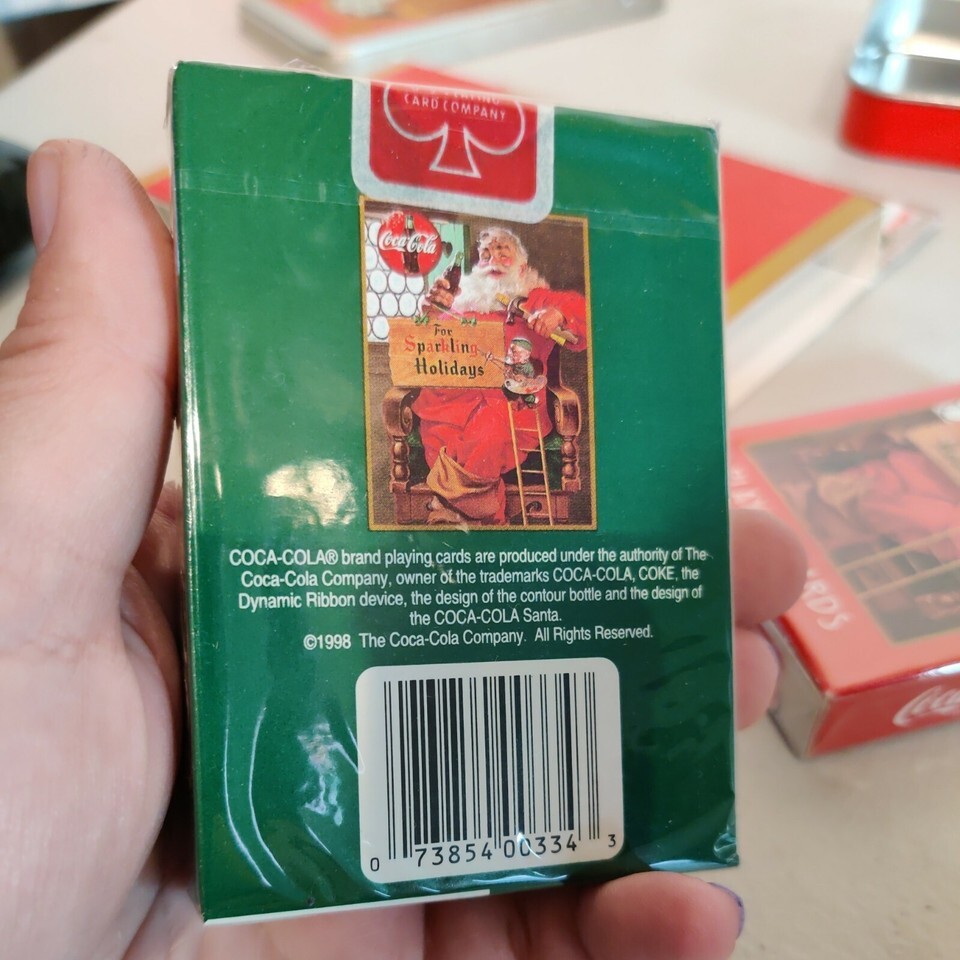 PLAYING
CARD COMPANY
Coca-Cola
For
Sparkling
Holidays
COCA-COLA® brand playing cards are produced under the authority of The
Coca-Cola Company, owner of the trademarks COCA-COLA, COKE, the
Dynamic Ribbon device, the design of the contour bottle and the design of
the COCA-COLA Santa.
©1998 The Coca-Cola Company. All Rights Reserved.
0 73854 00334 3